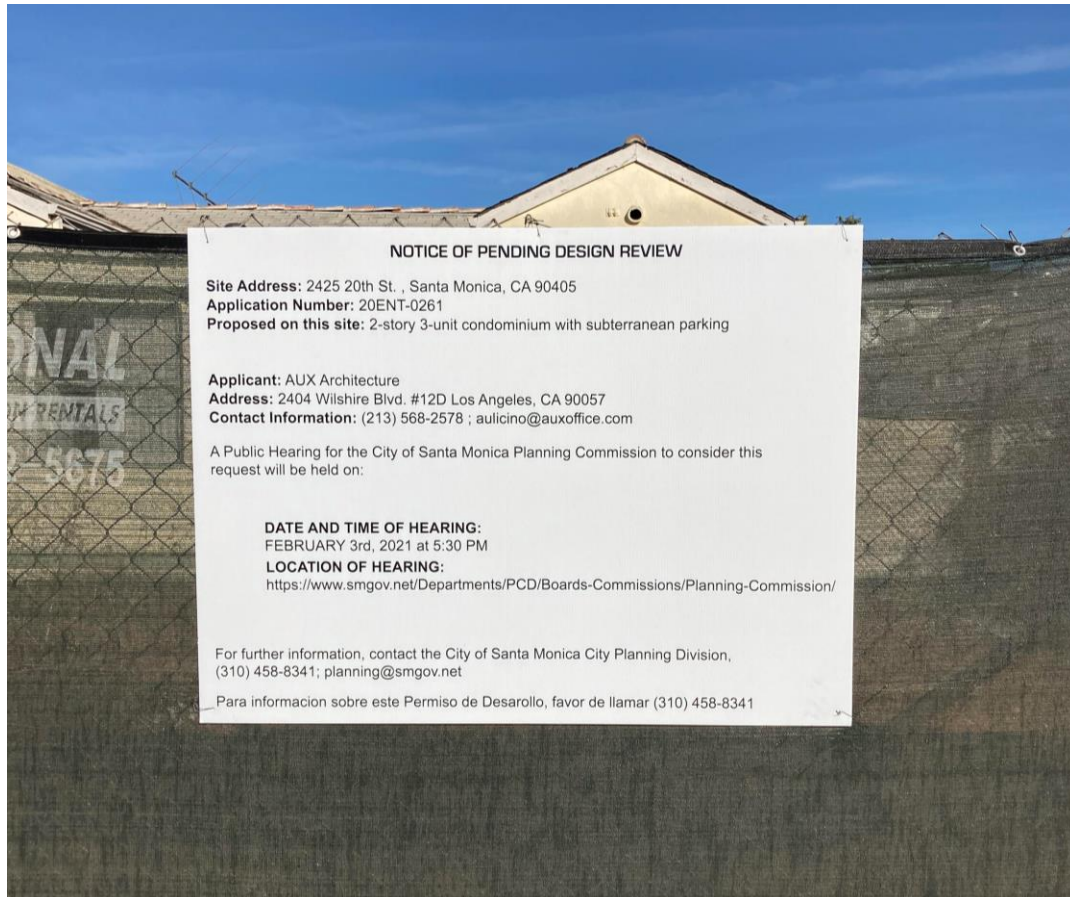 NOTICE OF PENDING DESIGN REVIEW
Site Address: 2425 20th St. , Santa Monica, CA 90405
Application Number: 20ENT-0261
Proposed on this site: 2-story 3-unit condominium with subterranean parking
Applicant: AUX Architecture
Address: 2404 Wilshire Blvd. #12D Los Angeles, CA 90057
Contact Information: (213) 568-2578 ; aulicino@auxoffice.com
A Public Hearing for the City of Santa Monica Planning Commission to consider this
request will be held on:
DATE AND TIME OF HEARING:
FEBRUARY 3rd, 2021 at 5:30 PM
LOCATION OF HEARING:
https://www.smgov.net/Departments/PCD/Boards-Commissions/Planning-Commission/
For further information, contact the City of Santa Monica City Planning Division,
(310) 458-8341; planning@smgov.net
Para informacion sobre este Permiso de Desarollo, favor de llamar (310) 458-8341
ONAL
RENTALS
-5675